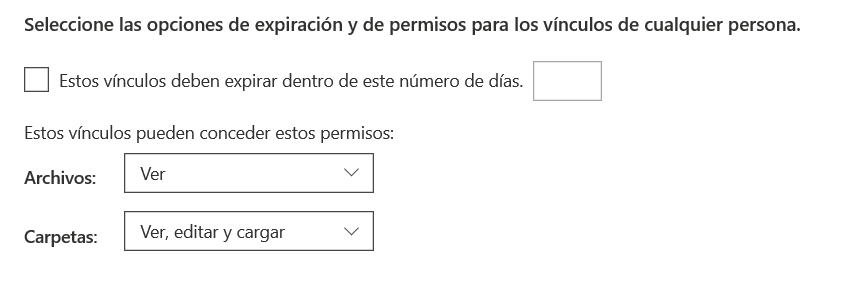 Seleccione las opciones de expiración y de permisos para los vínculos de cualquier persona.
Estos vínculos deben expirar dentro de este número de días.
Estos vínculos pueden conceder estos permisos:
Archivos: Ver
Carpetas: Ver, editar y cargar